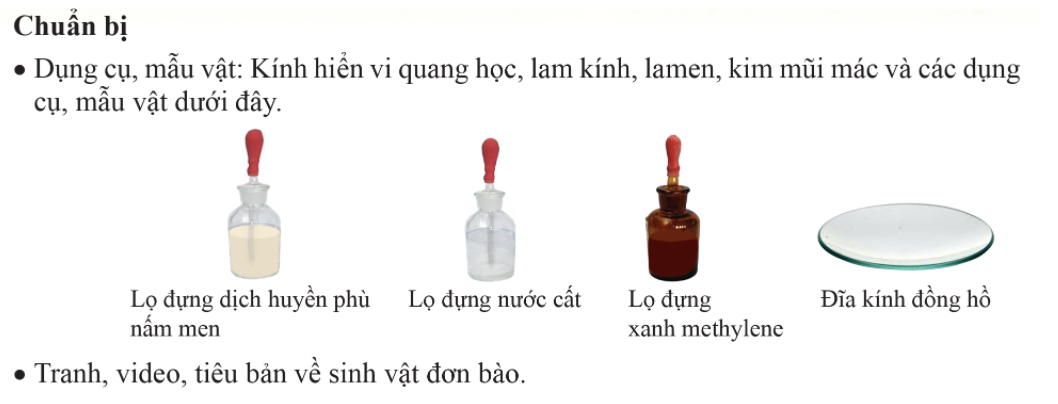 Chuẩn bị
• Dụng cụ, mẫu vật: Kính hiển vi quang học, lam kính, lamen, kim mũi mác và các dụng
cụ, mẫu vật dưới đây.
Lọ đựng dịch huyền phù
nấm men
Lọ đựng nước cất
Lọ đựng
xanh methylene
Đĩa kính đồng hồ
• Tranh, video, tiêu bản về sinh vật đơn bào.